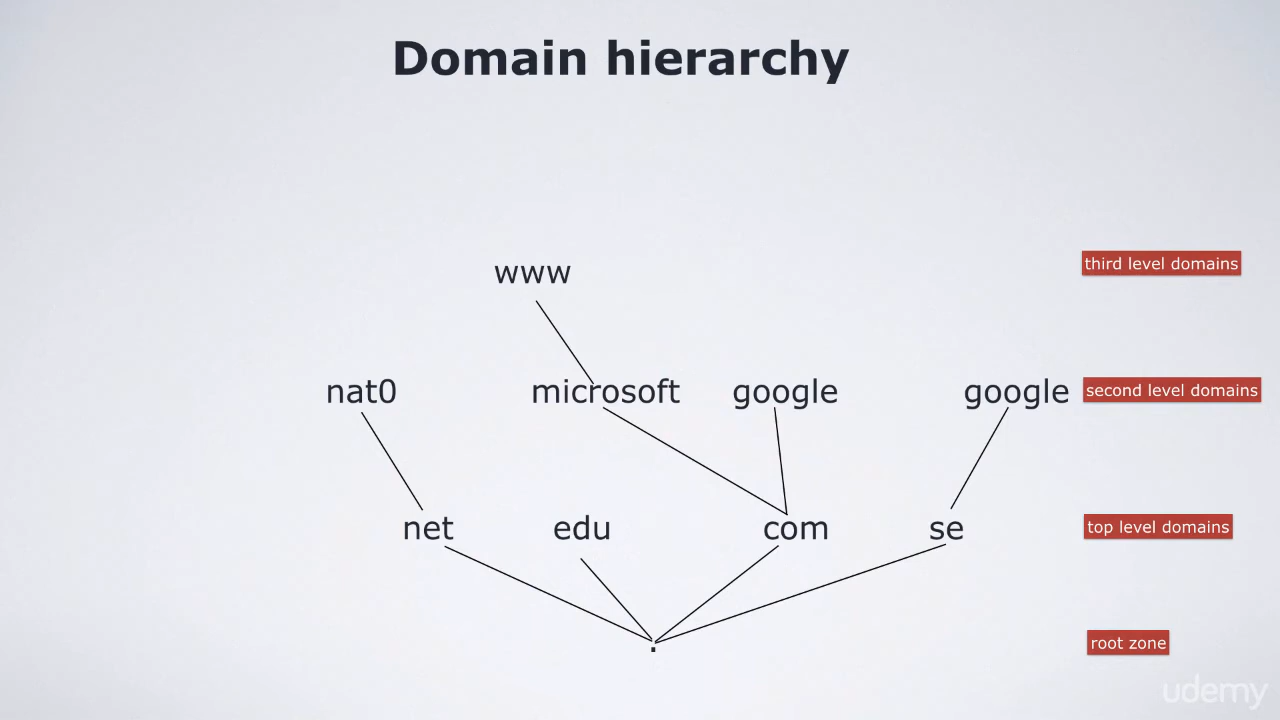 Domain hierarchy
www
third level domains
nat0
microsoft
google
google
second level domains
net
edu
com
se
top level domains
.
root zone
udemy